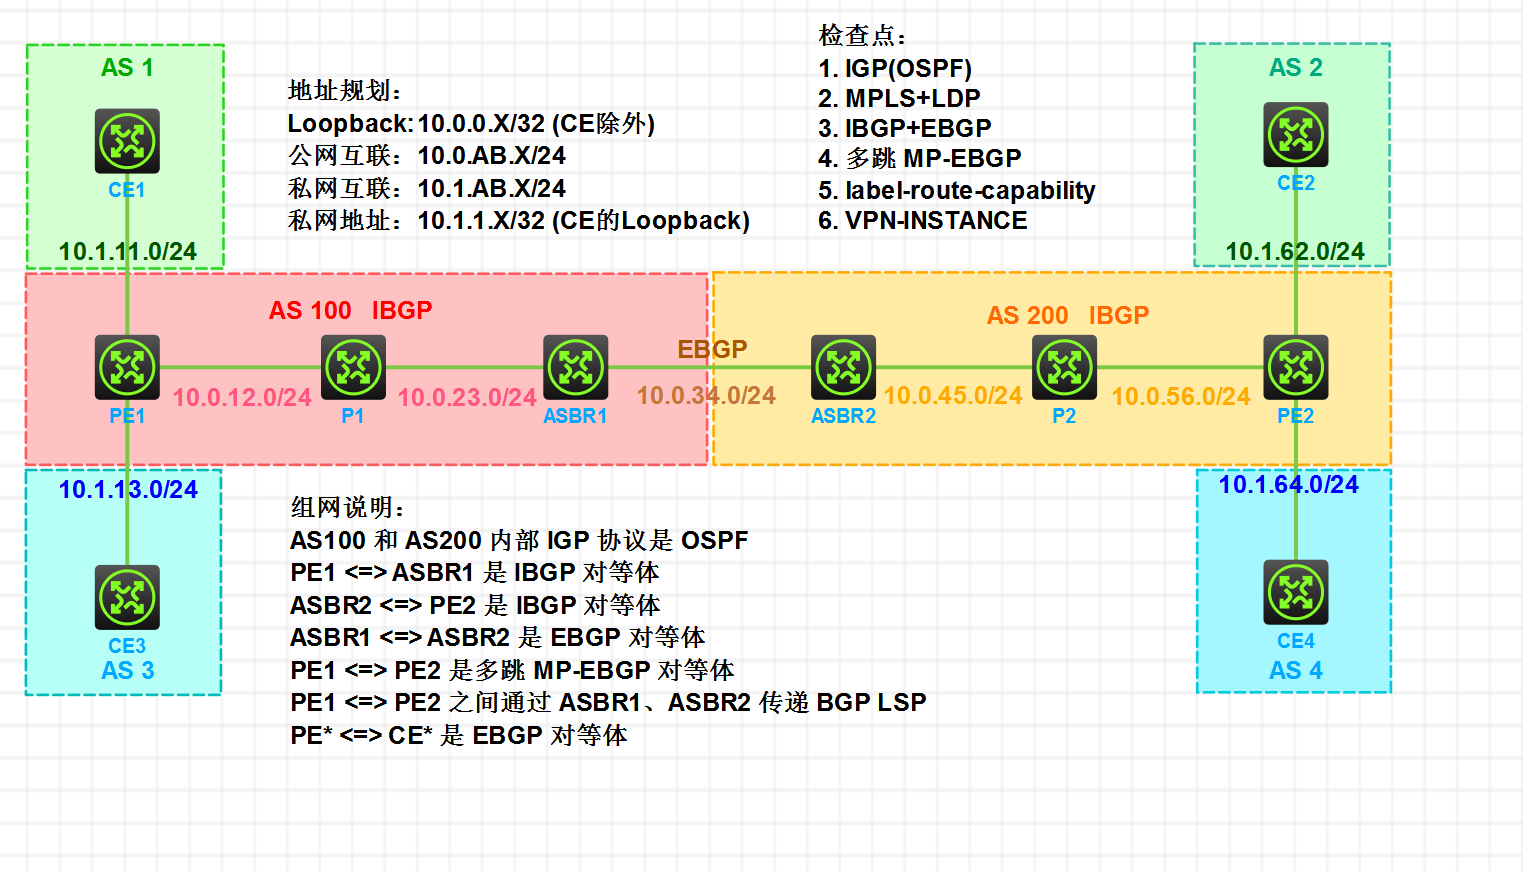 AS 1
CE1
10.1.11.0/24
地址规划：
Loopback: 10.0.0.X/32 (CE除外)
公网互联：10.0.AB.X/24
私网互联：10.1.AB.X/24
私网地址：10.1.1.X/32 (CE的Loopback)
检查点：
1. IGP(OSPF)
2. MPLS+LDP
3. IBGP+EBGP
4. 多跳 MP-EBGP
5. label-route-capability
6. VPN-INSTANCE
AS 2
CE2
10.1.62.0/24
AS 100 IBGP
EBGP
AS 200 IBGP
10.0.12.0/24
10.0.23.0/24
10.0.34.0/24
10.0.45.0/24
10.0.56.0/24
PE1
P1
ASBR1
ASBR2
P2
PE2
10.1.13.0/24
CE3
AS 3
组网说明：
AS100 和 AS200 内部 IGP 协议是 OSPF
PE1 <=> ASBR1 是 IBGP 对等体
ASBR2 <=> PE2 是 IBGP 对等体
ASBR1 <=> ASBR2 是 EBGP 对等体
PE1 <=> PE2 是多跳 MP-EBGP 对等体
PE1 <=> PE2 之间通过 ASBR1、ASBR2 传递 BGP LSP
PE* <=> CE* 是 EBGP 对等体
10.1.64.0/24
CE4
AS 4